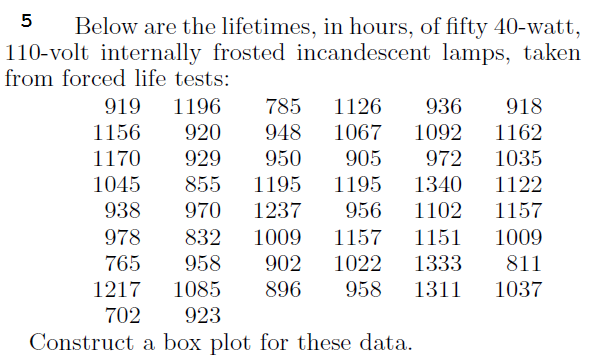 5 Below are the lifetimes, in hours, of fifty 40-watt,
110-volt internally frosted incandescent lamps, taken
from forced life tests:
919 1196 785 1126 936 918
1156 920 948 1067 1092 1162
1170 929 950 905 972 1035
1045 855 1195 1195 1340 1122
938 970 1237 956 1102 1157
978 832 1009 1157 1151 1009
765 958 902 1022 1333 811
1217 1085 896 958 1311 1037
702 923
Construct a box plot for these data.